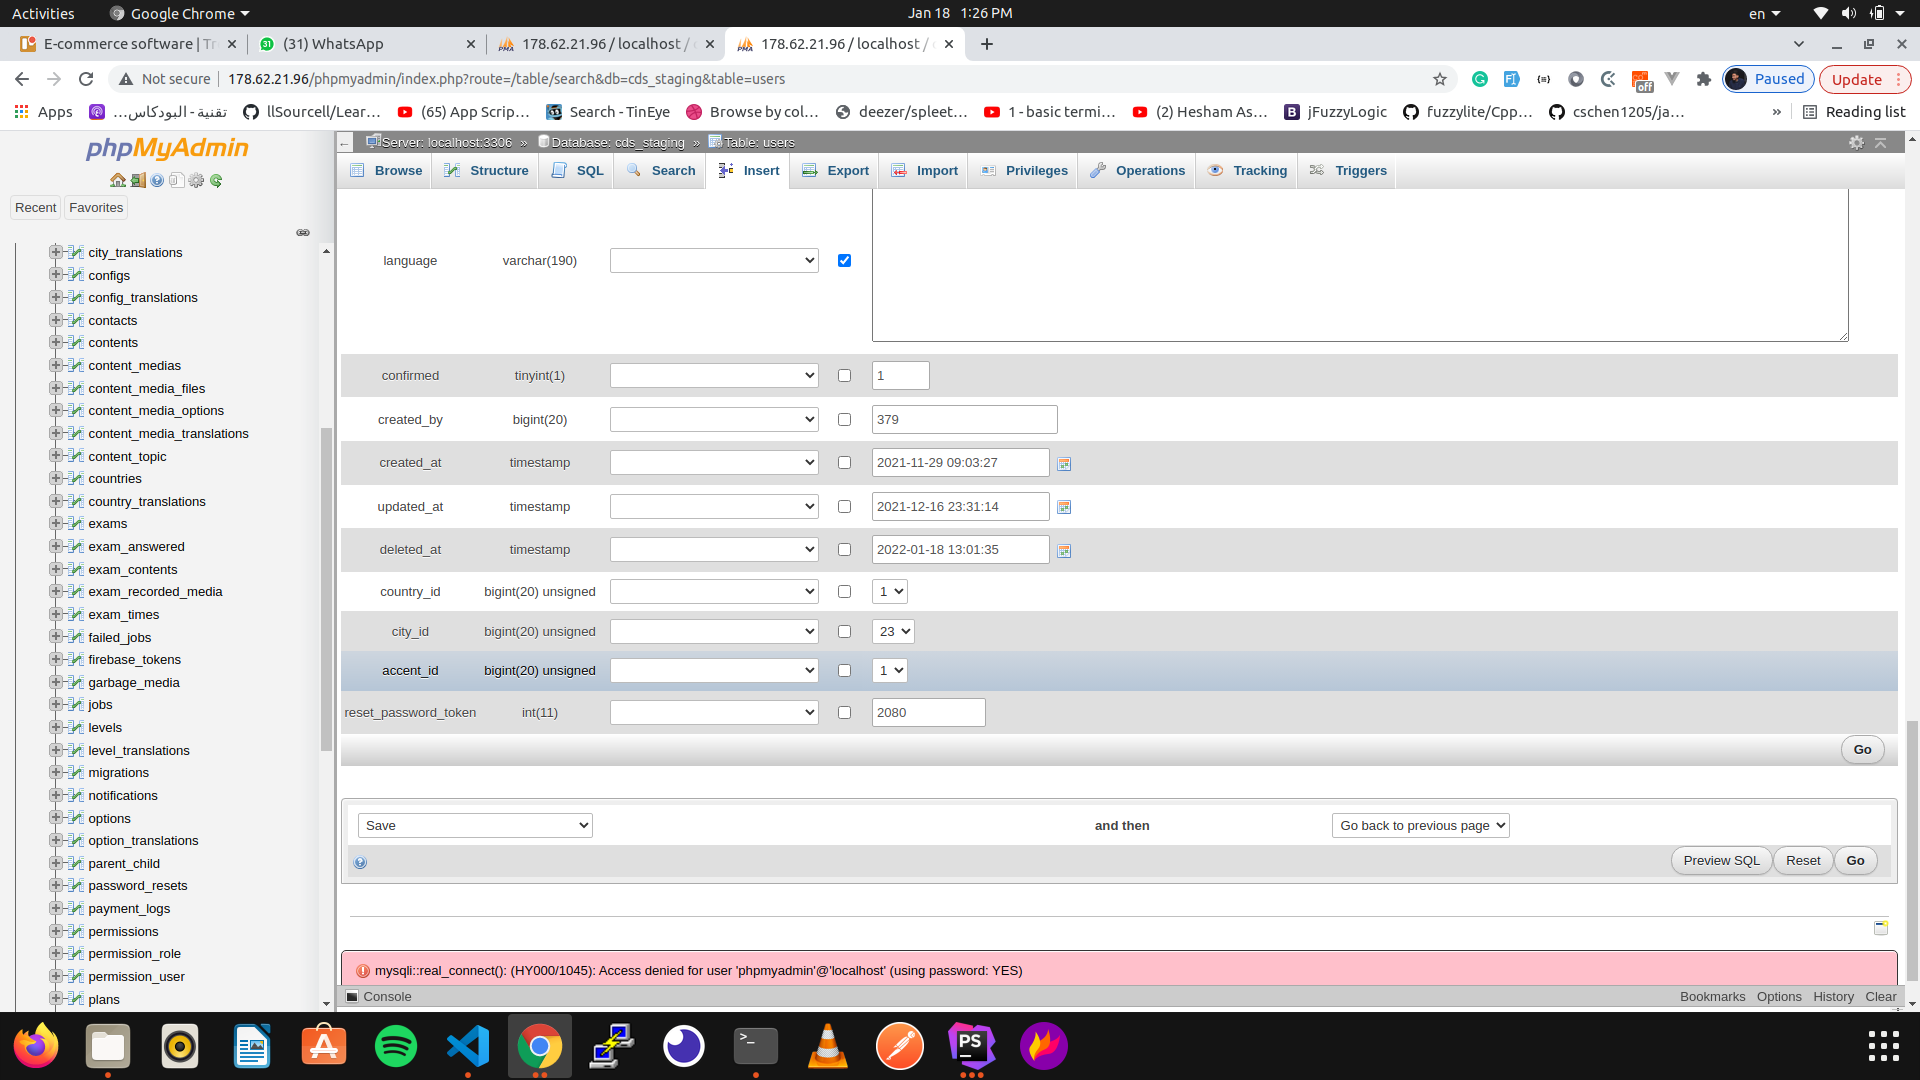 Activities
Google Chrome
Jan 18 1:26 PM
en
E-commerce software | Tr
(31) WhatsApp
178.62.21.96 / localhost /
178.62.21.96 / localhost /
Not secure
178.62.21.96/phpmyadmin/index.php?route=/table/search&db=cds_staging&table=users
off
Paused
Update
Apps
تقنية - البودكاس...
llSourcell/Lear...
(65) App Scrip...
Search - TinEye
Browse by col...
deezer/spleet...
1 - basic termi...
(2) Hesham As...
jFuzzyLogic
fuzzylite/Cpp...
cschen1205/ja...
»
Reading list
phpMyAdmin
Recent
Favorites
city_translations
configs
config_translations
contacts
contents
content_medias
content_media_files
content_media_options
content_media_translations
content_topic
countries
country_translations
exams
exam_answered
exam_contents
exam_recorded_media
exam_times
failed_jobs
firebase_tokens
garbage_media
jobs
levels
level_translations
migrations
notifications
options
option_translations
parent_child
password_resets
payment_logs
permissions
permission_role
permission_user
plans
Server: localhost:3306 » Database: cds_staging » Table: users
Browse
Structure
SQL
Search
Insert
Export
Import
Privileges
Operations
Tracking
Triggers
language varchar(190)
confirmed tinyint(1) 1
created_by bigint(20) 379
created_at timestamp 2021-11-29 09:03:27
updated_at timestamp 2021-12-16 23:31:14
deleted_at timestamp 2022-01-18 13:01:35
country_id bigint(20) unsigned 1
city_id bigint(20) unsigned 23
accent_id bigint(20) unsigned 1
reset_password_token int(11) 2080
Go
Save and then Go back to previous page
Preview SQL Reset Go
mysqli::real_connect(): (HY000/1045): Access denied for user 'phpmyadmin'@'localhost' (using password: YES)
Console
Bookmarks Options History Clear
PS